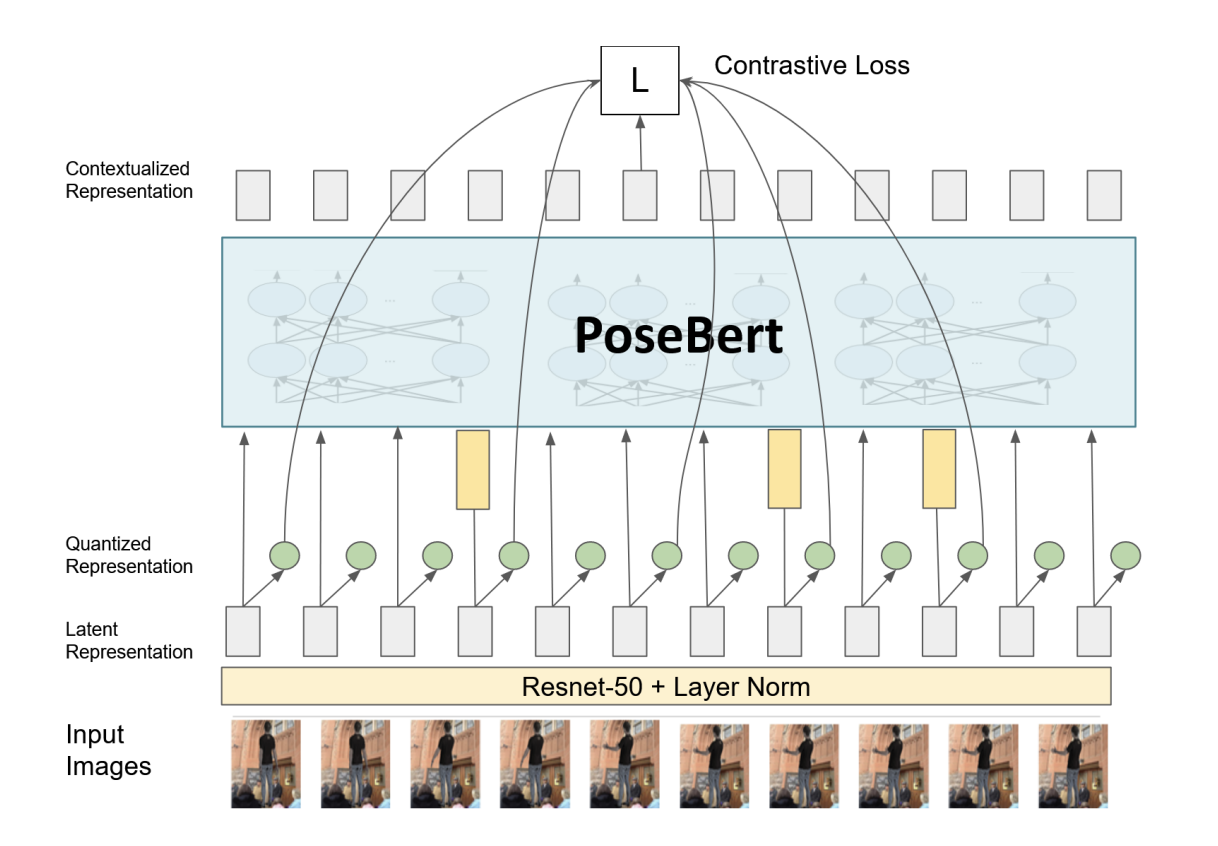 L
Contrastive Loss
Contextualized
Representation
...
...
...
PoseBert
...
...
...
Quantized
Representation
Latent
Representation
Resnet-50 + Layer Norm
Input
Images